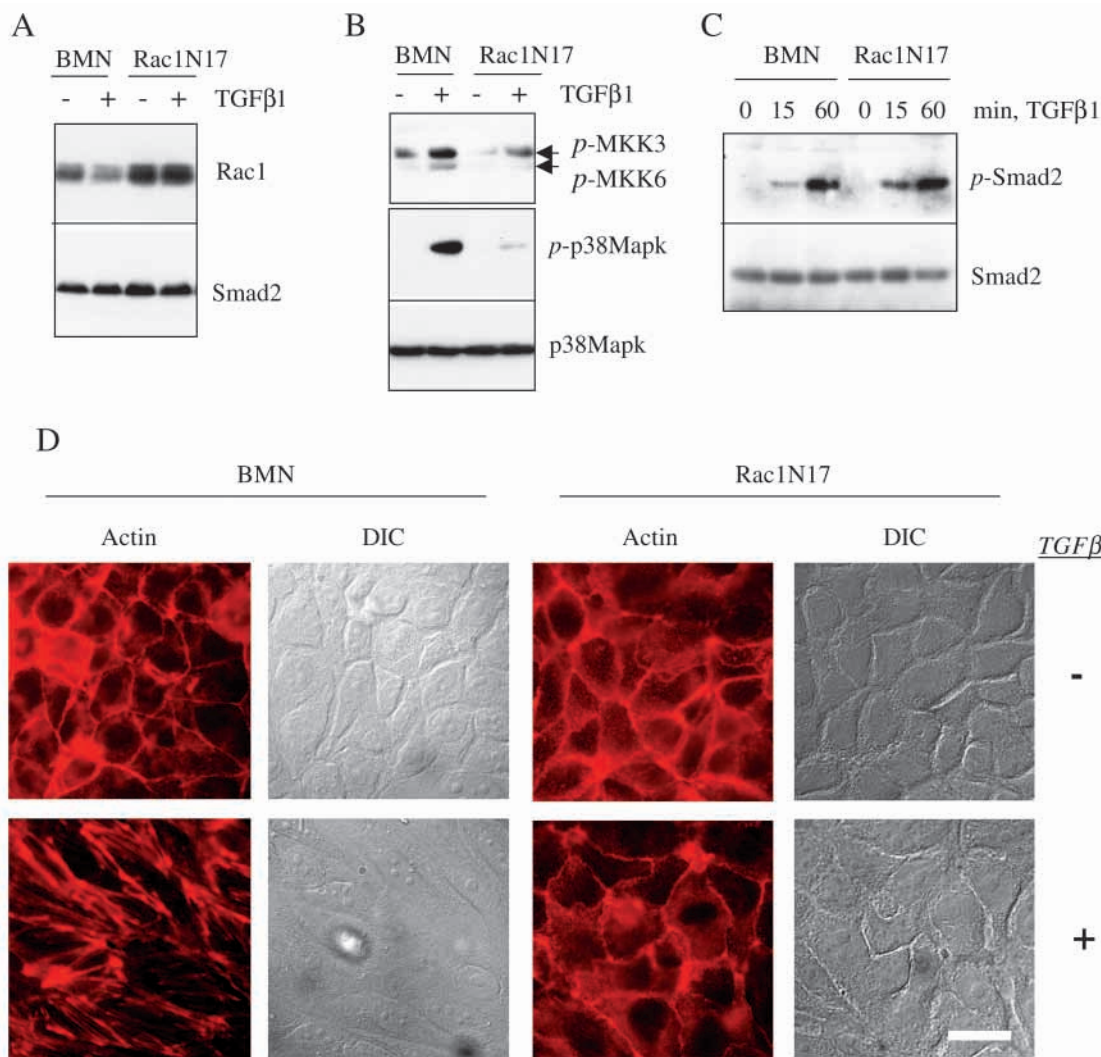 A
BMN Rac1N17
- + - + TGFβ1
Rac1
Smad2
B
BMN Rac1N17
- + - + TGFβ1
p-MKK3
p-MKK6
p-p38Mapk
p38Mapk
C
BMN Rac1N17
0 15 60 0 15 60 min, TGFβ1
p-Smad2
Smad2
D
BMN Rac1N17
Actin DIC Actin DIC TGFβ
-
+